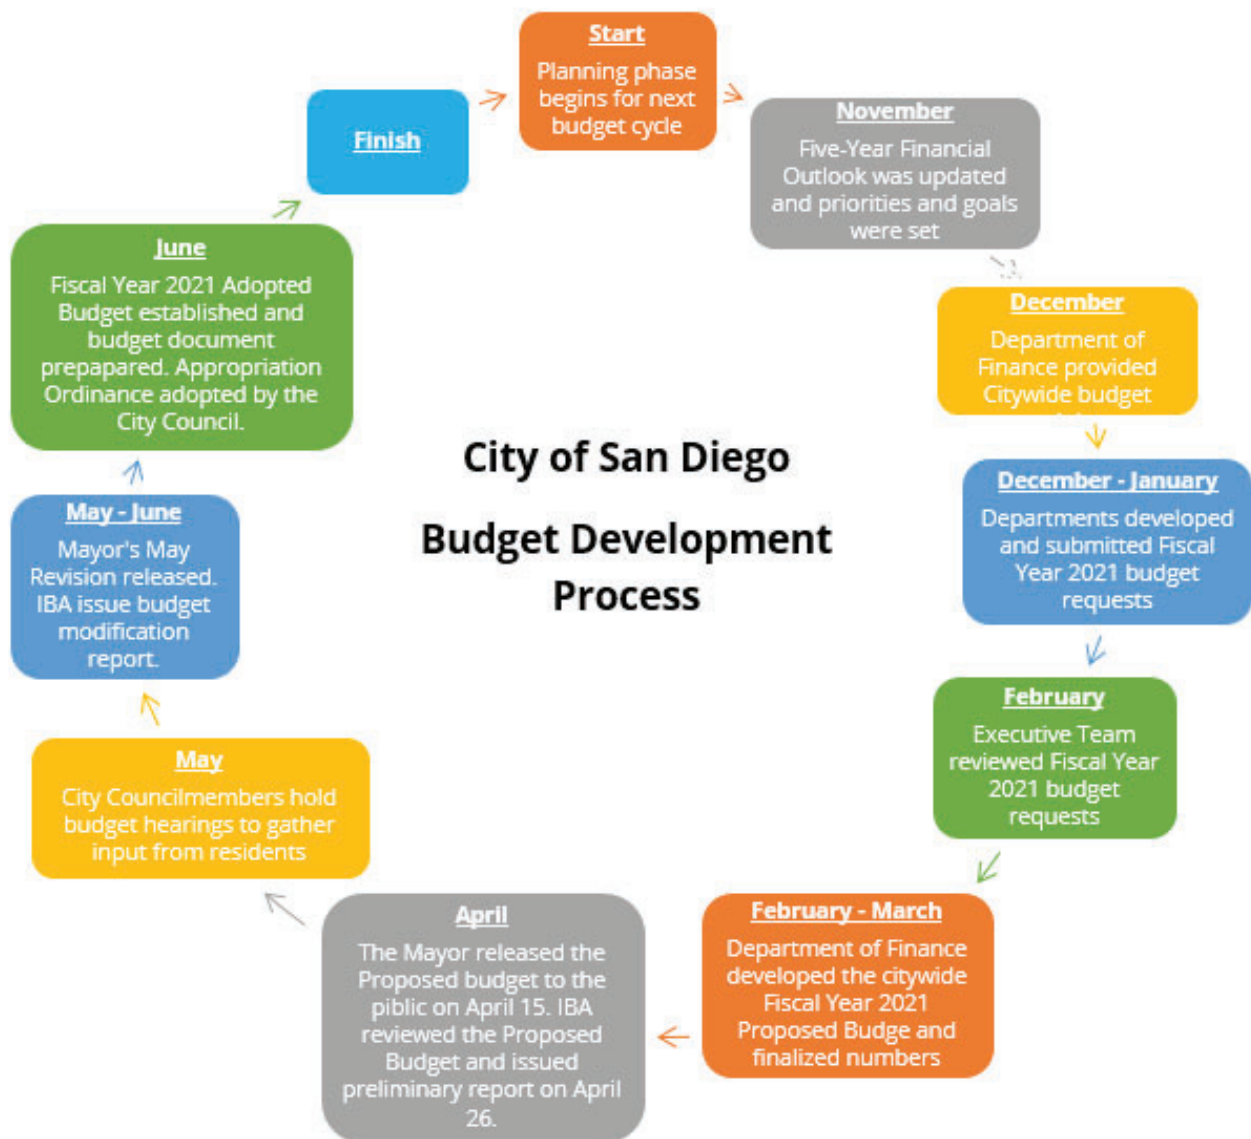 Start
Planning phase
begins for next
budget cycle
November
Five-Year Financial
Outlook was updated
and priorities and goals
were set
December
Department of
Finance provided
Citywide budget
December - January
Departments developed
and submitted Fiscal
Year 2021 budget
requests
February
Executive Team
reviewed Fiscal Year
2021 budget
requests
February - March
Department of Finance
developed the citywide
Fiscal Year 2021
Proposed Budge and
finalized numbers
April
The Mayor released the
Proposed budget to the
piblic on April 15. IBA
reviewed the Proposed
Budget and issued
preliminary report on April
26.
May
City Councilmembers hold
budget hearings to gather
input from residents
May - June
Mayor's May
Revision released.
IBA issue budget
modification
report.
June
Fiscal Year 2021 Adopted
Budget established and
budget document
prepapared. Appropriation
Ordinance adopted by the
City Council.
Finish
City of San Diego
Budget Development
Process